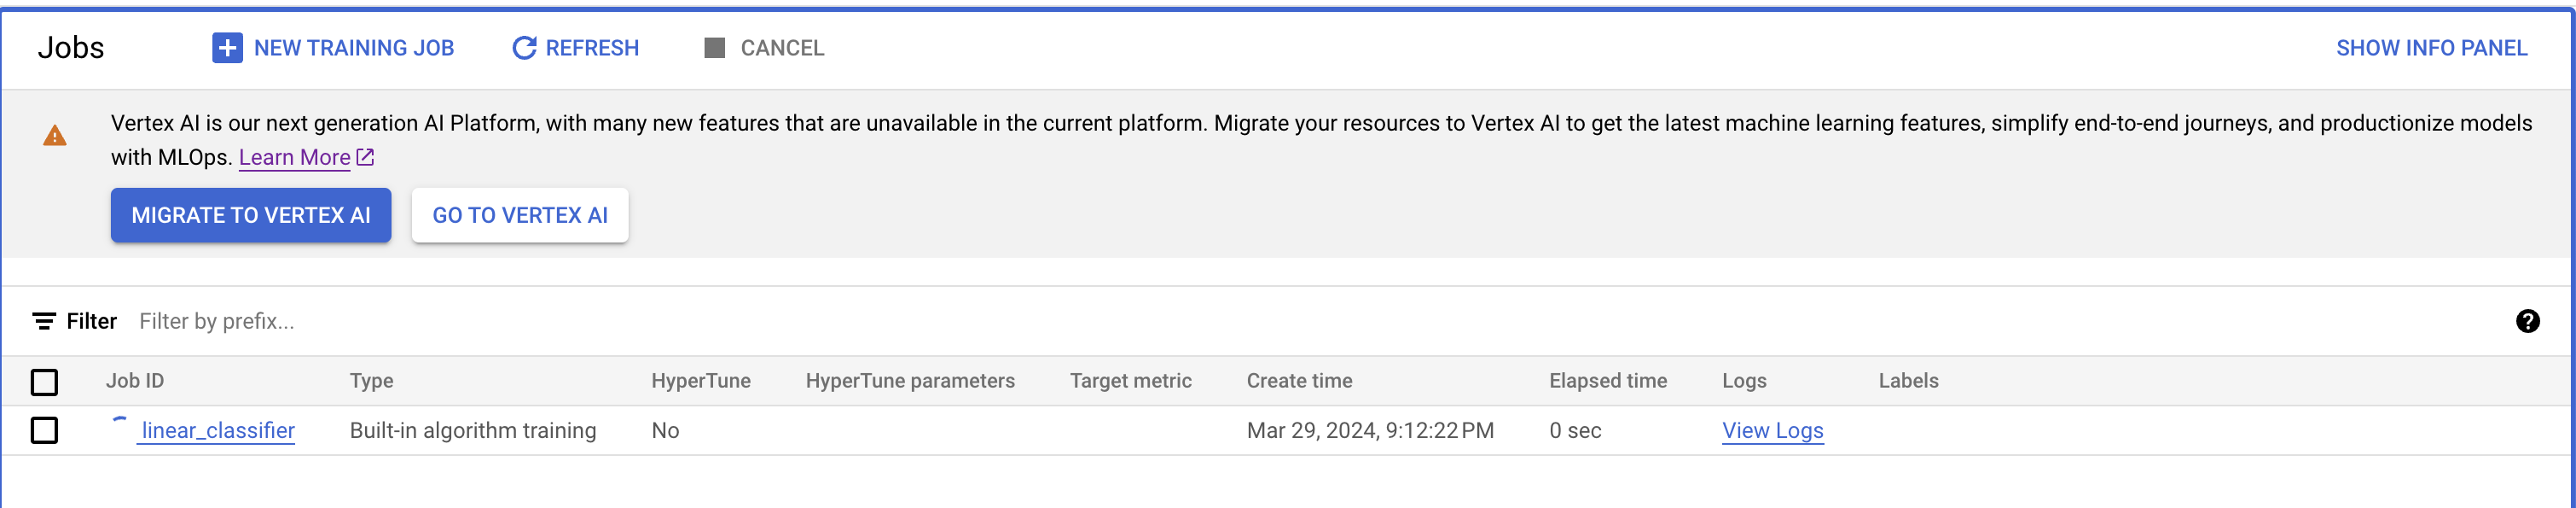 Jobs NEW TRAINING JOB REFRESH CANCEL SHOW INFO PANEL
Vertex AI is our next generation AI Platform, with many new features that are unavailable in the current platform. Migrate your resources to Vertex AI to get the latest machine learning features, simplify end-to-end journeys, and productionize models
with MLOps. Learn More
MIGRATE TO VERTEX AI GO TO VERTEX AI
Filter Filter by prefix...
Job ID Type HyperTune HyperTune parameters Target metric Create time Elapsed time Logs Labels
linear_classifier Built-in algorithm training No Mar 29, 2024, 9:12:22 PM 0 sec View Logs